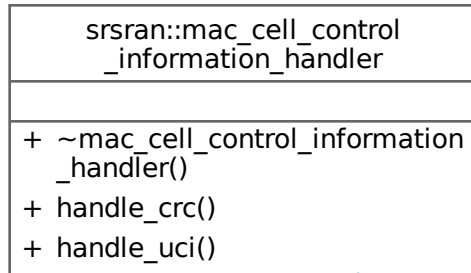 srsran::mac_cell_control
_information_handler
+ ~mac_cell_control_information
_handler()
+ handle_crc()
+ handle_uci()